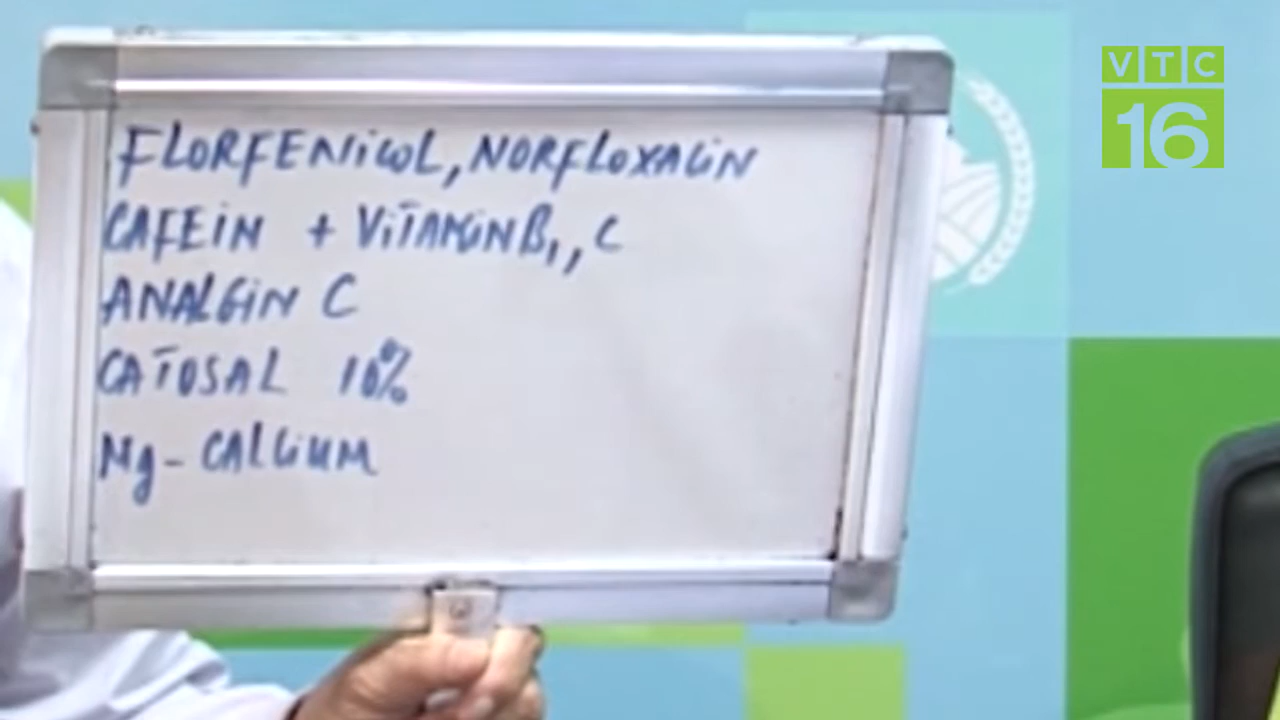 FLORFENicoL, NORFLOXACiN
CAFEIN + ViTAMiN B1, C
ANALGiN C
CATOSAL 10%
Mg - CALCiUM
VTC
16